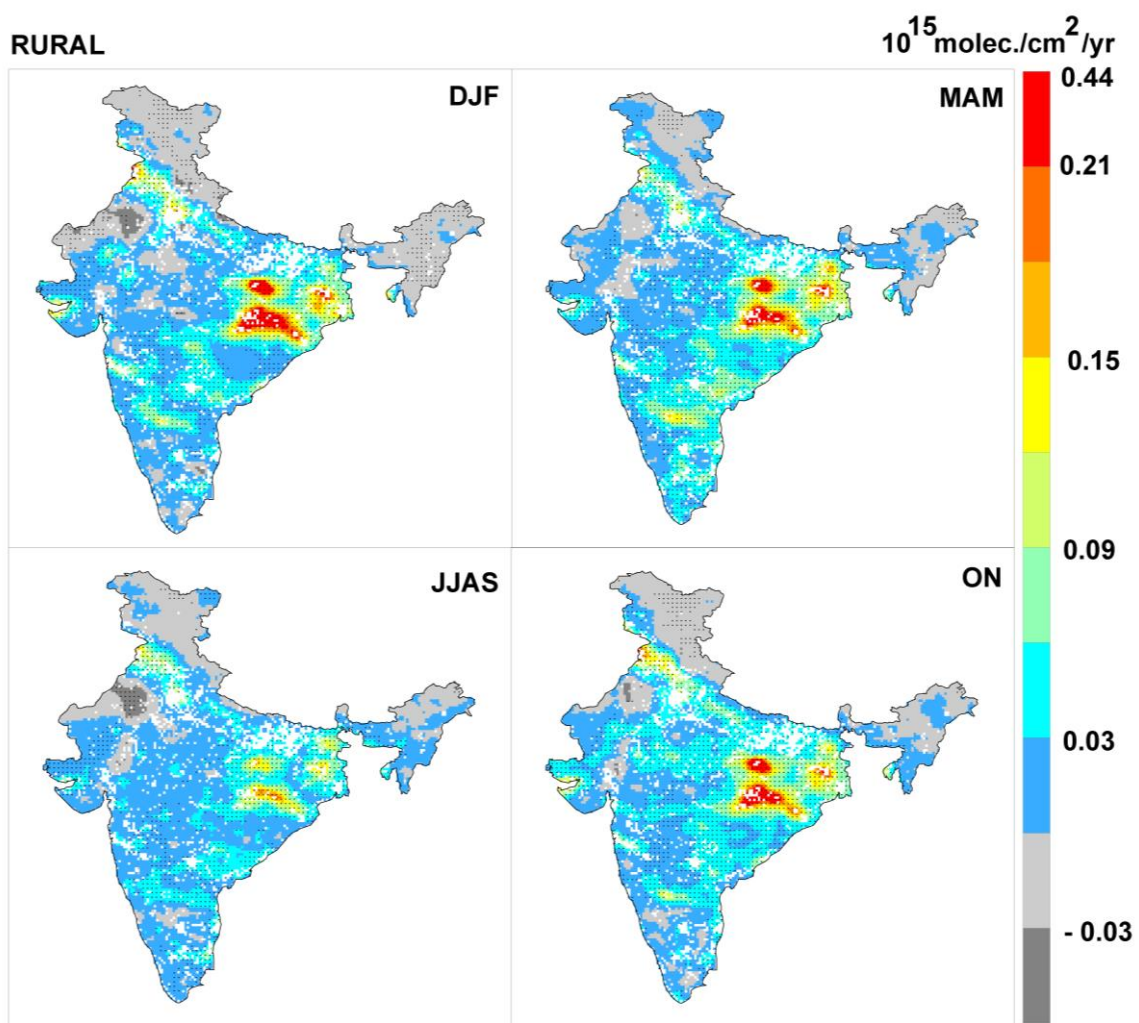 RURAL
10¹⁵molec./cm²/yr
DJF
MAM
0.44
0.21
0.15
0.09
0.03
- 0.03
JJAS
ON